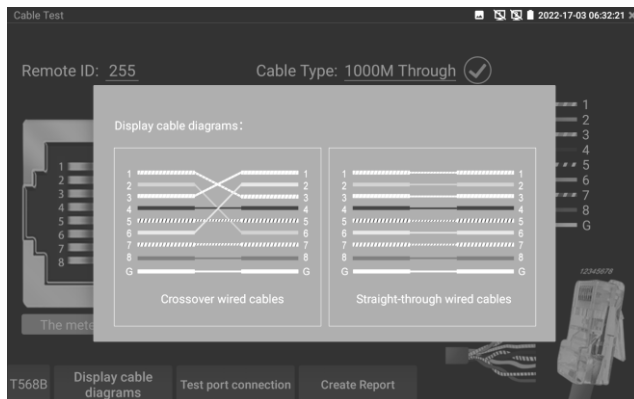 Cable Test
2022-17-03 06:32:21
Remote ID: 255
Cable Type: 1000M Through
1
2
3
4
5
6
7
8
G
1
2
3
4
5
6
7
8
Display cable diagrams:
1 1
2 2
3 3
4 4
5 5
6 6
7 7
8 8
G G
Crossover wired cables
1 1
2 2
3 3
4 4
5 5
6 6
7 7
8 8
G G
Straight-through wired cables
12345678
The mete
T568B
Display cable
diagrams
Test port connection
Create Report